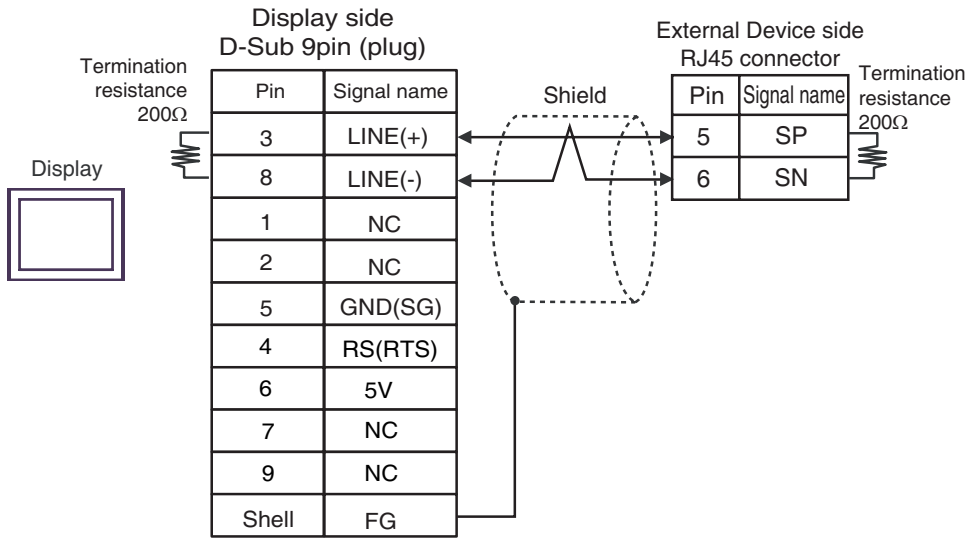 Display side
D-Sub 9pin (plug)
External Device side
RJ45 connector
Termination
resistance
200Ω
Display
Pin Signal name
3 LINE(+)
8 LINE(-)
1 NC
2 NC
5 GND(SG)
4 RS(RTS)
6 5V
7 NC
9 NC
Shell FG
Shield
Pin Signal name
5 SP
6 SN
Termination
resistance
200Ω